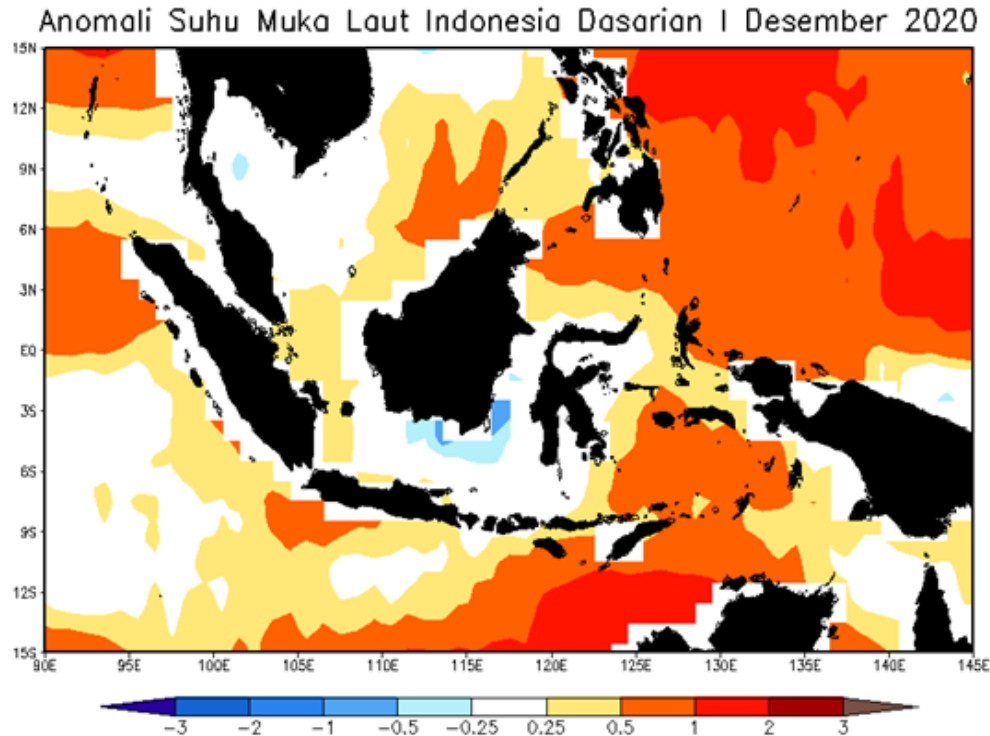 Anomali Suhu Muka Laut Indonesia Dasarian I Desember 2020
15N
12N
9N
6N
3N
EQ
3S
6S
9S
12S
15S
90E 95E 100E 105E 110E 115E 120E 125E 130E 135E 140E 145E
-3 -2 -1 -0.5 -0.25 0.25 0.5 1 2 3